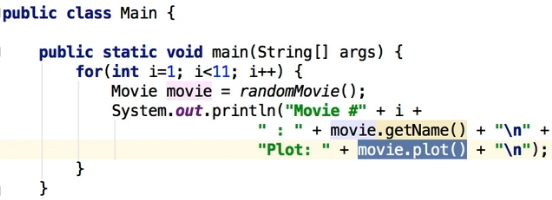 public class Main {
public static void main(String[] args) {
for(int i=1; i<11; i++) {
Movie movie = randomMovie();
System.out.println("Movie #" + i +
" : " + movie.getName() + "\n" +
"Plot: " + movie.plot() + "\n");
}
}